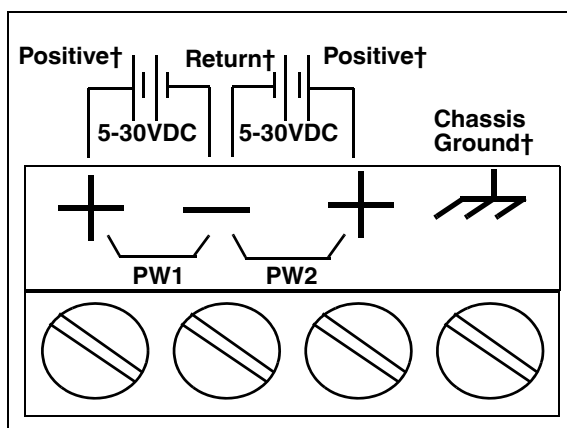 Positive† Return† Positive†
5-30VDC 5-30VDC
Chassis
Ground†
+ − +
PW1 PW2